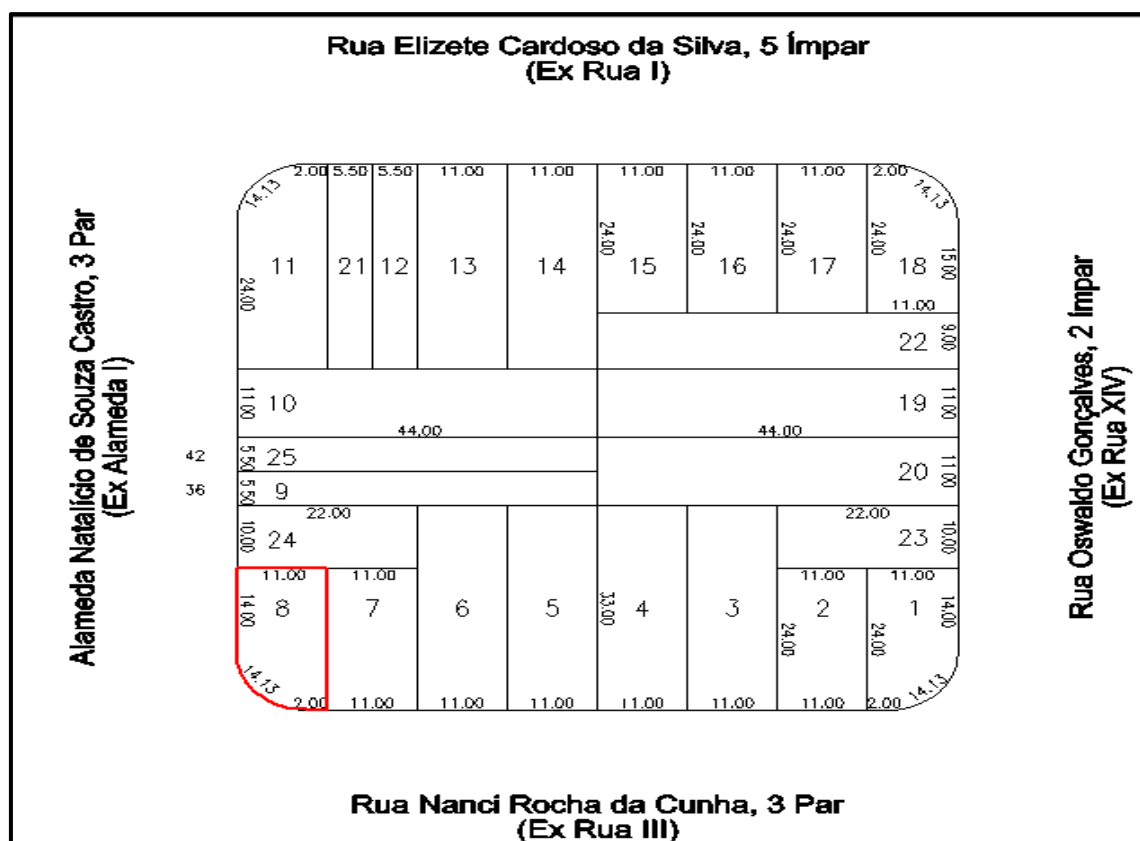 Rua Elizete Cardoso da Silva, 5 Ímpar
(Ex Rua I)
2.00 5.50 5.50 11.00 11.00 11.00 11.00 11.00 2.00
14.13 14.13
24.00 24.00 24.00 24.00 15.00
11 21 12 13 14 15 16 17 18
24.00
11.00
22 9.00
Alameda Natalício de Souza Castro, 3 Par
(Ex Alameda I)
Rua Oswaldo Gonçalves, 2 Ímpar
(Ex Rua XIV)
11.00 10 19 11.00
44.00 44.00
42 5.50 25
20 11.00
36 5.50 9
22.00 22.00
10.00 24 23 10.00
11.00 11.00 11.00 11.00
14.00 8 7 6 5 33.00 4 3 2 1 14.00
24.00 24.00
14.13 14.13
2.00 11.00 11.00 11.00 11.00 11.00 11.00 2.00
Rua Nanci Rocha da Cunha, 3 Par
(Ex Rua III)